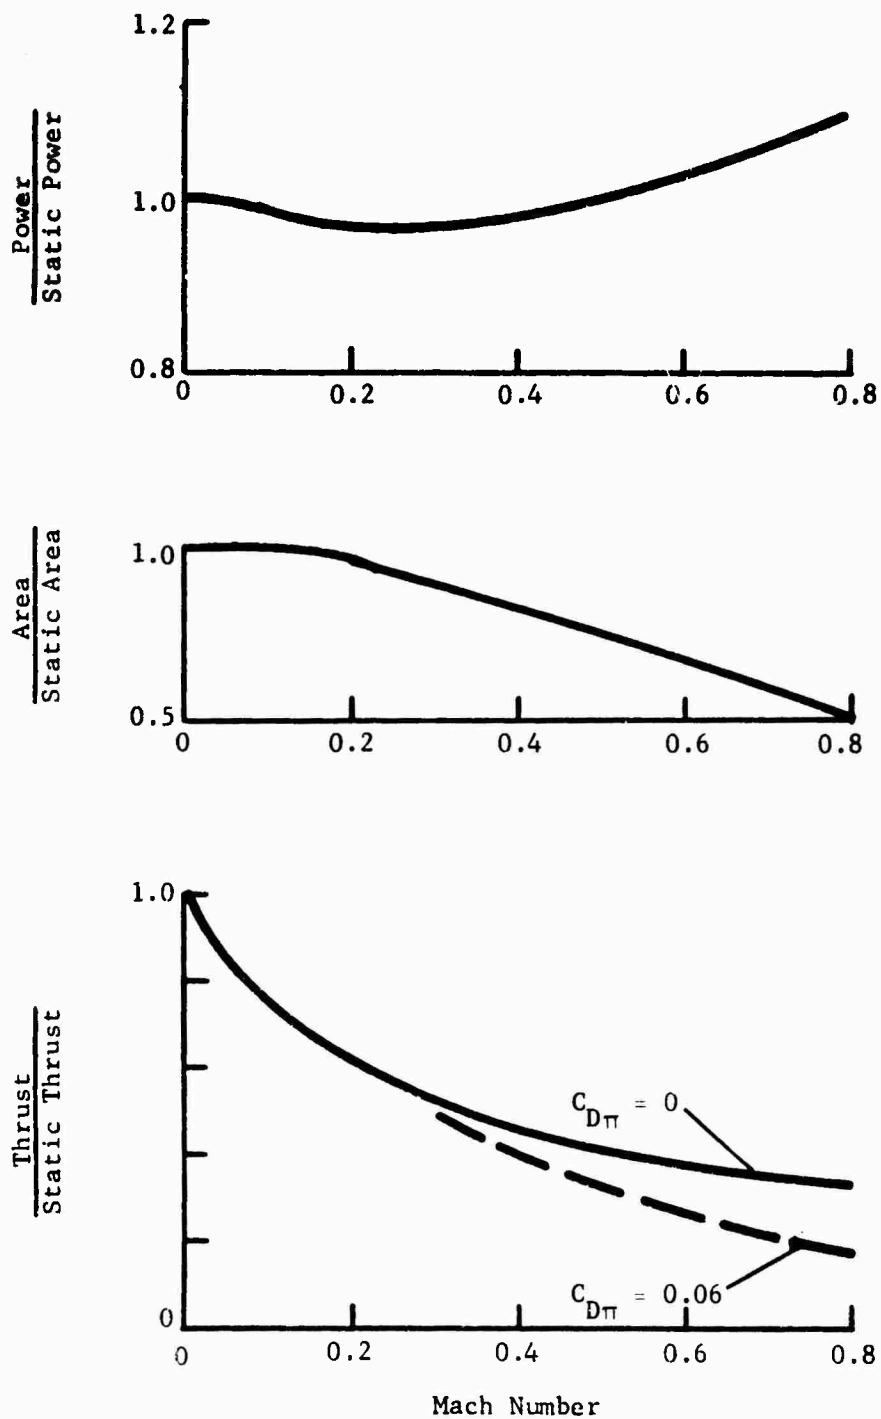 1.2
Power
Static Power
1.0
0.8
0 0.2 0.4 0.6 0.8
Area
Static Area
1.0
0.5
0 0.2 0.4 0.6 0.8
1.0
Thrust
Static Thrust
C_Dπ = 0
C_Dπ = 0.06
0
0 0.2 0.4 0.6 0.8
Mach Number